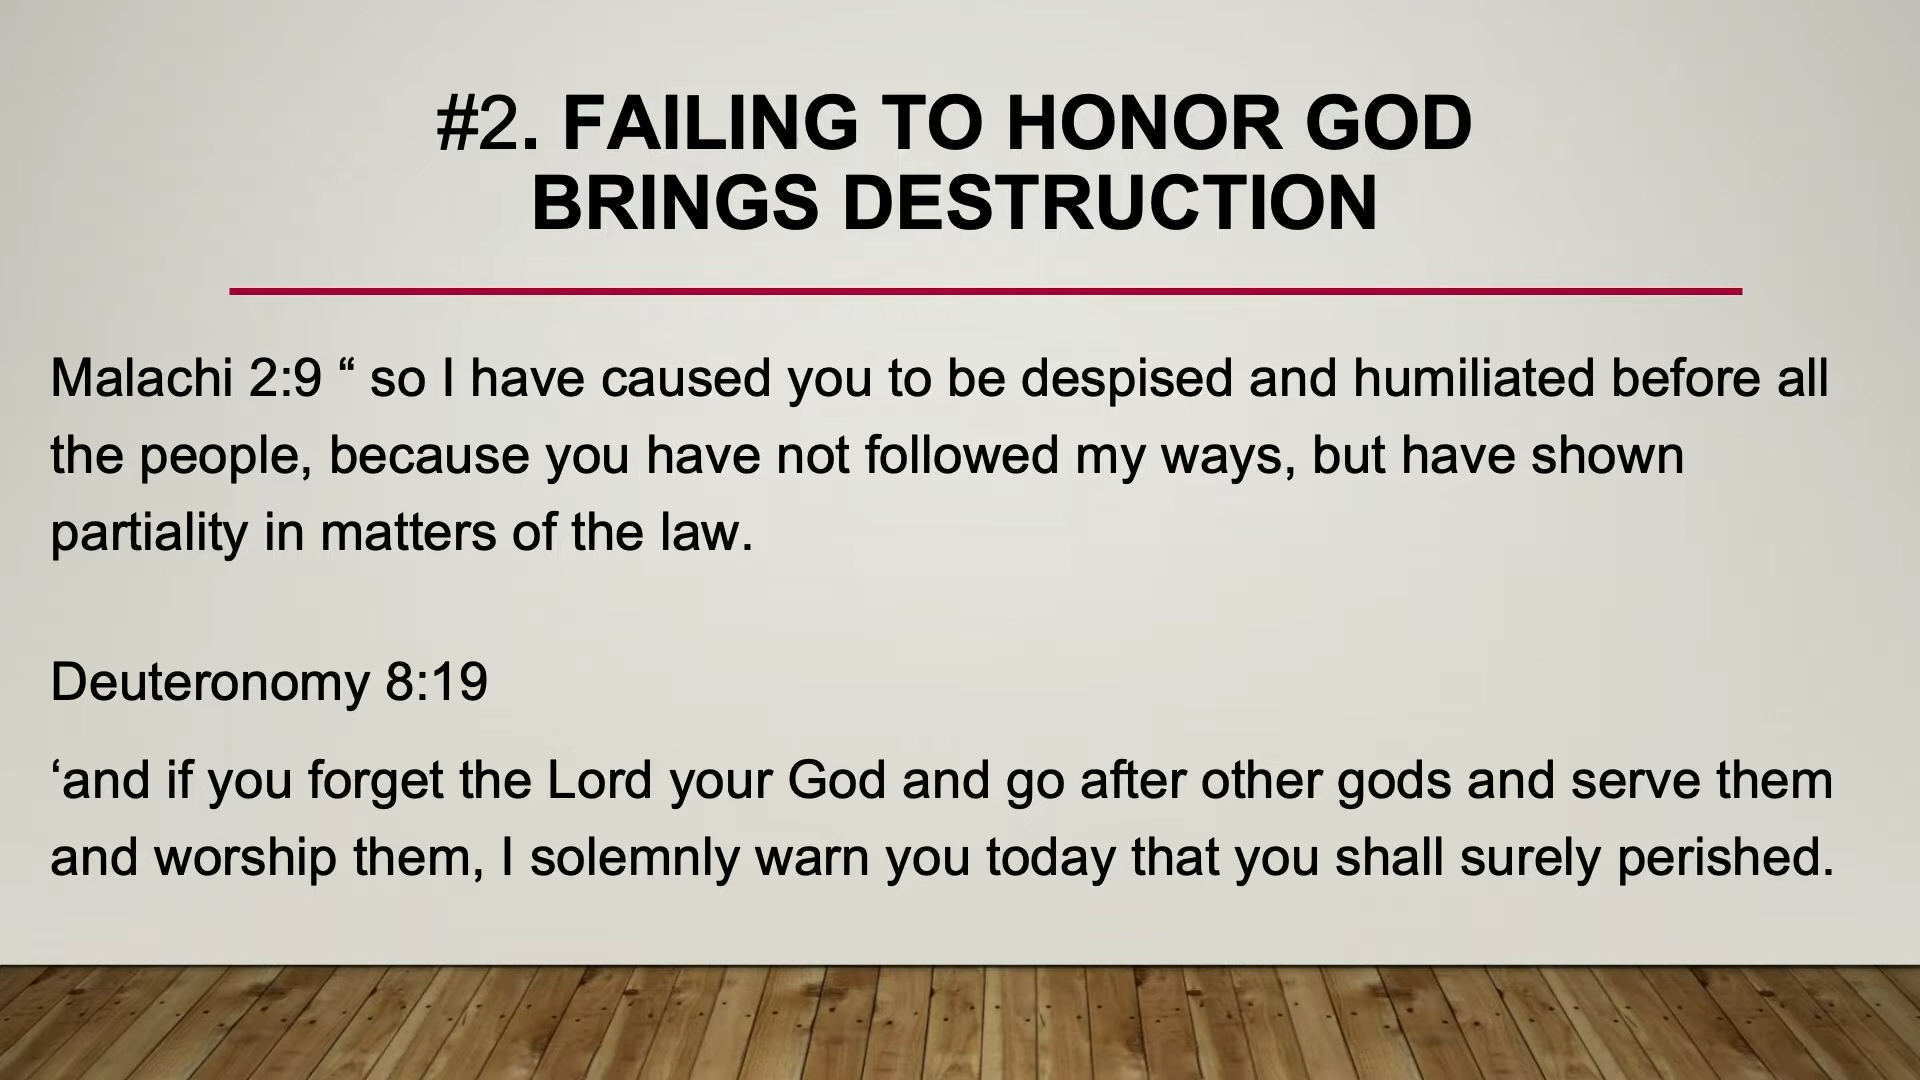 #2. FAILING TO HONOR GOD
BRINGS DESTRUCTION
Malachi 2:9 “ so I have caused you to be despised and humiliated before all
the people, because you have not followed my ways, but have shown
partiality in matters of the law.
Deuteronomy 8:19
‘and if you forget the Lord your God and go after other gods and serve them
and worship them, I solemnly warn you today that you shall surely perished.